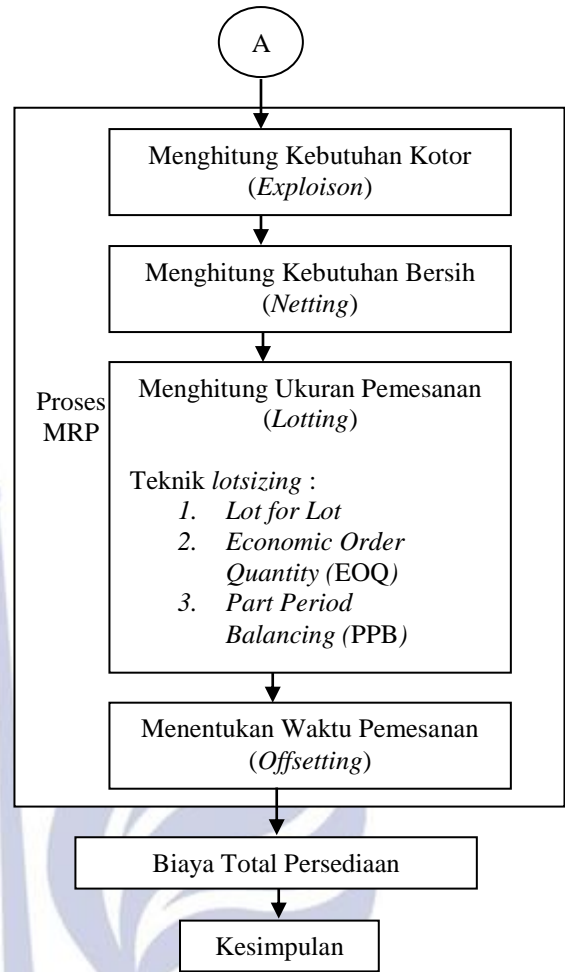 A
Menghitung Kebutuhan Kotor
(Exploison)
Menghitung Kebutuhan Bersih
(Netting)
Proses
MRP
Menghitung Ukuran Pemesanan
(Lotting)
Teknik lotsizing :
1. Lot for Lot
2. Economic Order
Quantity (EOQ)
3. Part Period
Balancing (PPB)
Menentukan Waktu Pemesanan
(Offsetting)
Biaya Total Persediaan
Kesimpulan